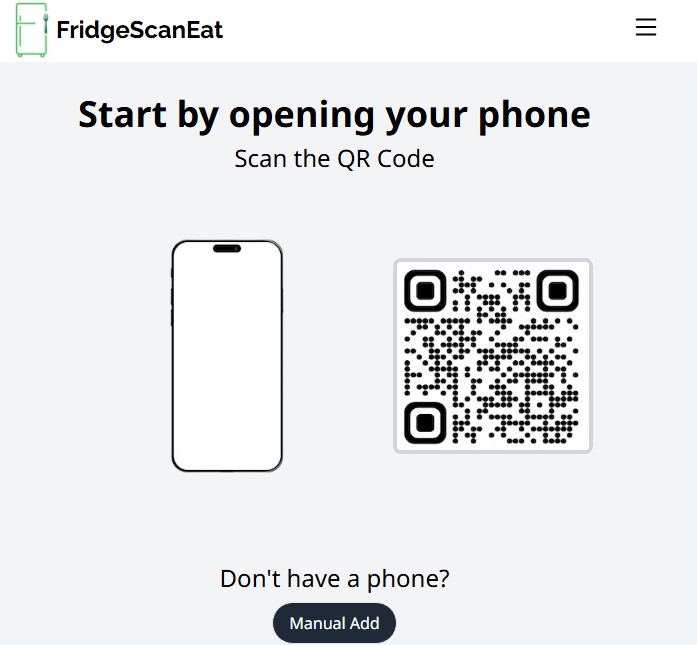 FridgeScanEat
Start by opening your phone
Scan the QR Code
Don't have a phone?
Manual Add